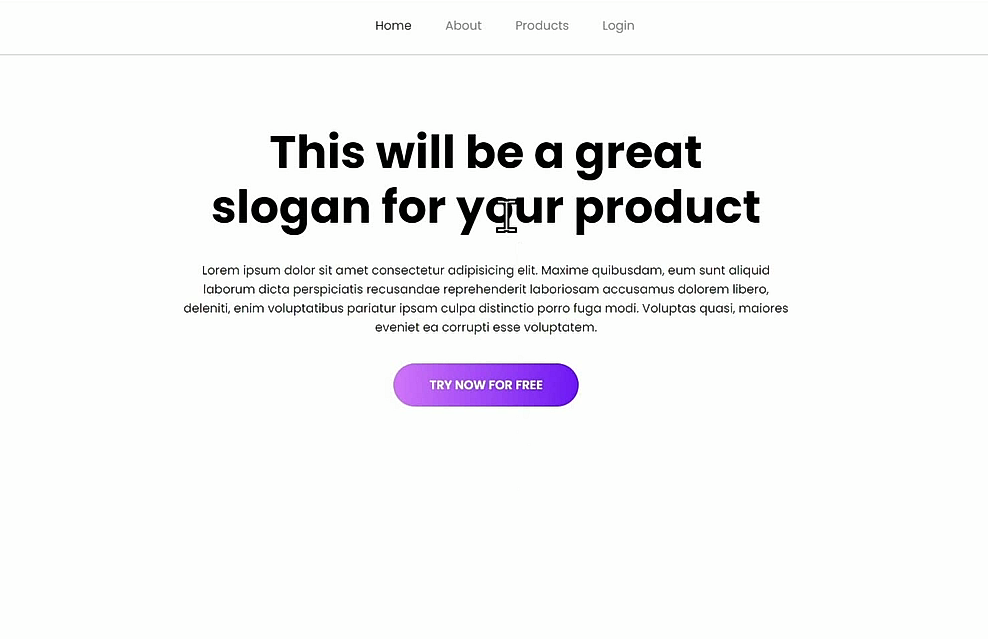 Home About Products Login
This will be a great
slogan for your product
Lorem ipsum dolor sit amet consectetur adipisicing elit. Maxime quibusdam, eum sunt aliquid
laborum dicta perspiciatis recusandae reprehenderit laboriosam accusamus dolorem libero,
deleniti, enim voluptatibus pariatur ipsam culpa distinctio porro fuga modi. Voluptas quasi, maiores
eveniet ea corrupti esse voluptatem.
TRY NOW FOR FREE